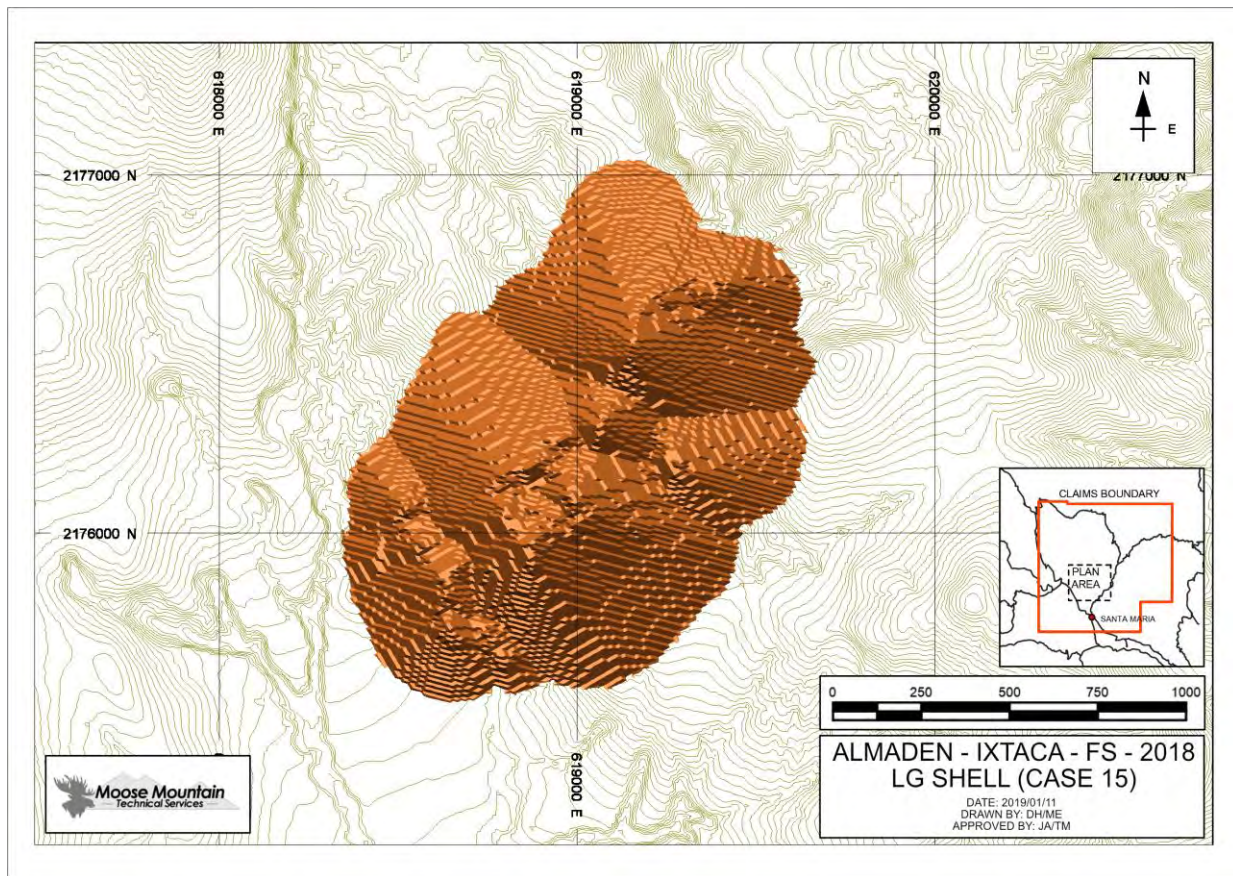 618000 E
619000 E
620000 E
N
E
2177000 N
2177000 N
CLAIMS BOUNDARY
PLAN
AREA
SANTA MARIA
2176000 N
0 250 500 750 1000
619000 E
ALMADEN - IXTACA - FS - 2018
LG SHELL (CASE 15)
DATE: 2019/01/11
DRAWN BY: DH/ME
APPROVED BY: JA/TM
Moose Mountain
Technical Services